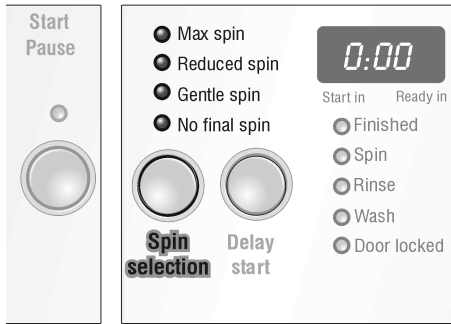 Start
Pause
Max spin
Reduced spin
Gentle spin
No final spin
Spin
selection
Delay
start
0:00
Start in Ready in
Finished
Spin
Rinse
Wash
Door locked